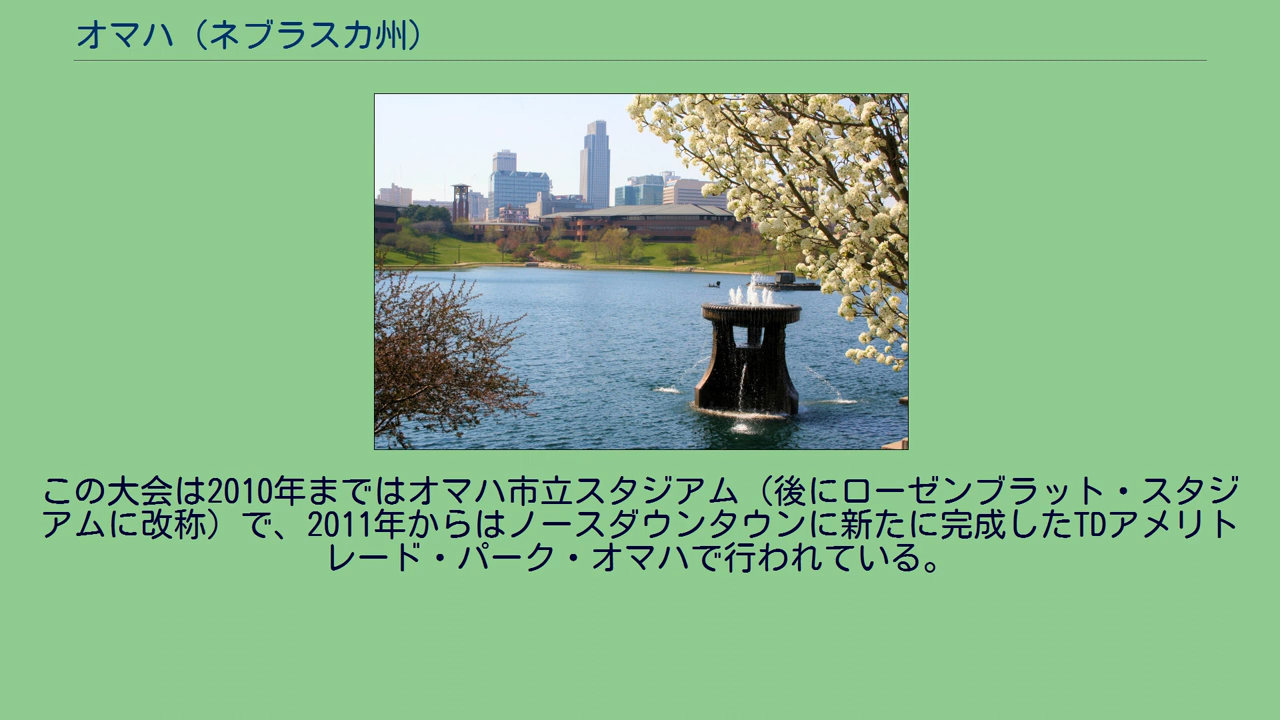 オマハ（ネブラスカ州）
この大会は2010年まではオマハ市立スタジアム（後にローゼンブラット・スタジ
アムに改称）で、2011年からはノースダウンタウンに新たに完成したTDアメリト
レード・パーク・オマハで行われている。